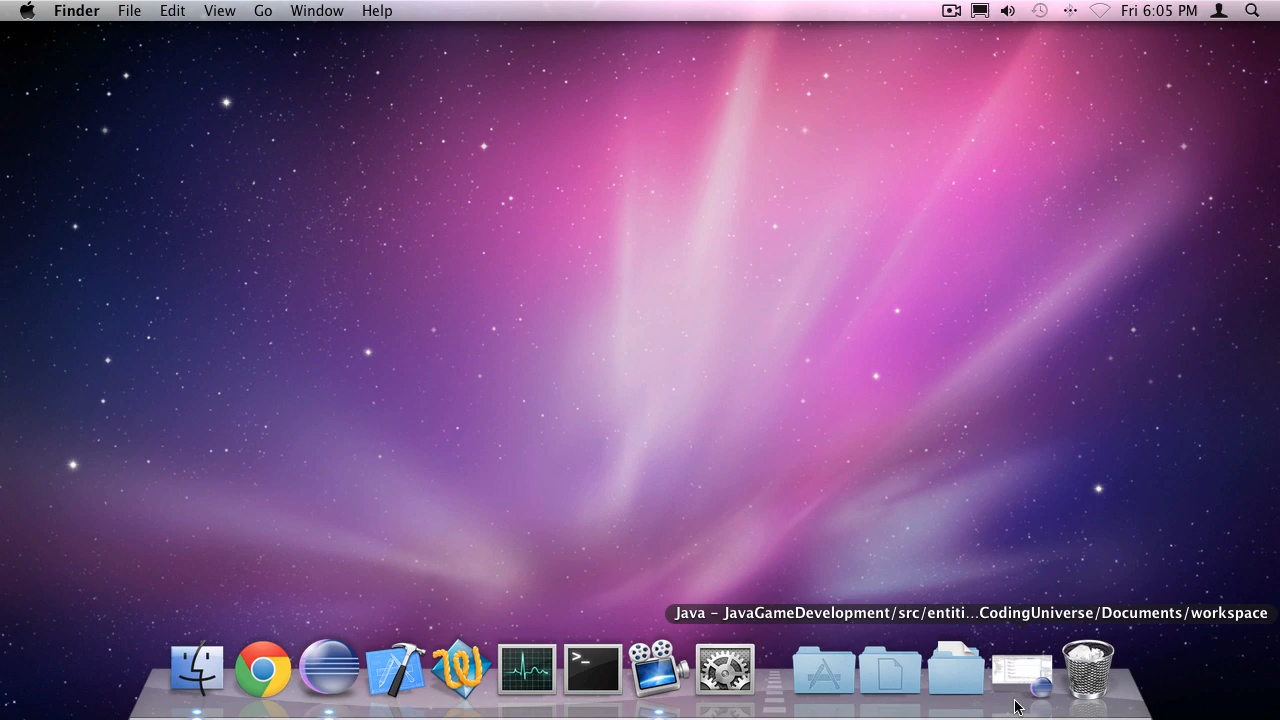 Finder File Edit View Go Window Help Fri 6:05 PM
Java – JavaGameDevelopment/src/entiti...CodingUniverse/Documents/workspace
>_